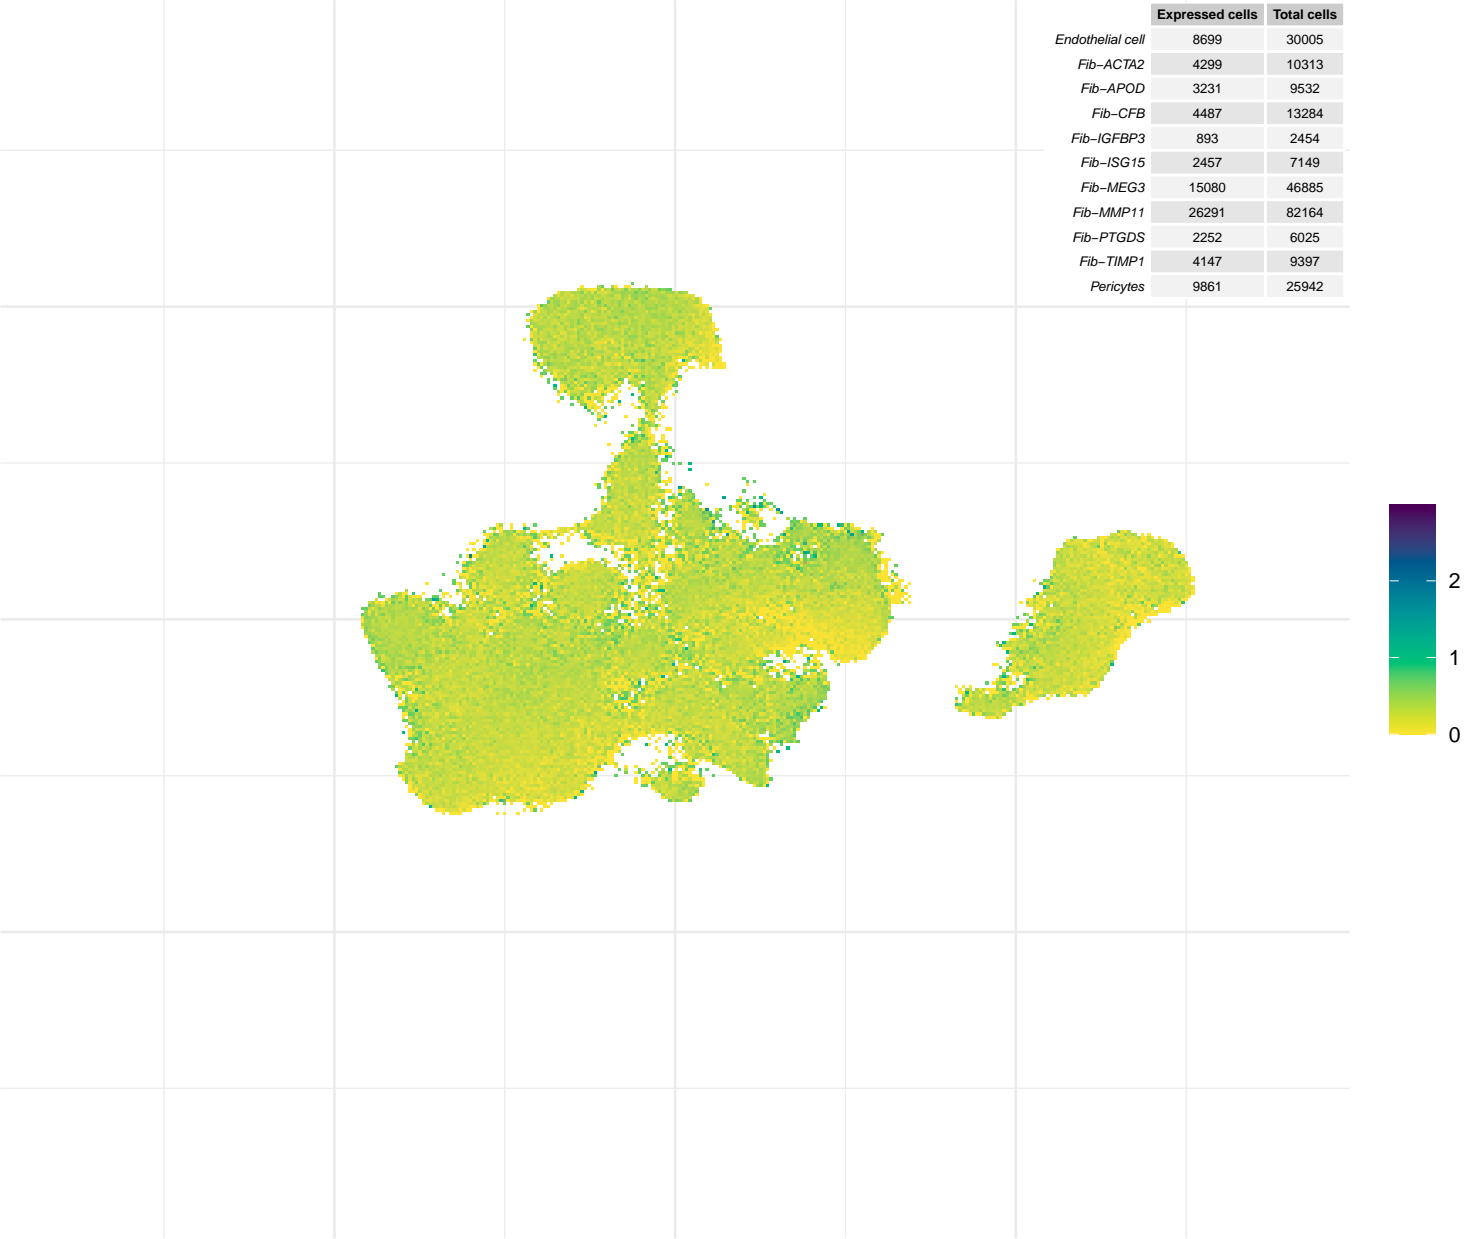 Expressed cells Total cells
Endothelial cell 8699 30005
Fib−ACTA2 4299 10313
Fib−APOD 3231 9532
Fib−CFB 4487 13284
Fib−IGFBP3 893 2454
Fib−ISG15 2457 7149
Fib−MEG3 15080 46885
Fib−MMP11 26291 82164
Fib−PTGDS 2252 6025
Fib−TIMP1 4147 9397
Pericytes 9861 25942
2
1
0